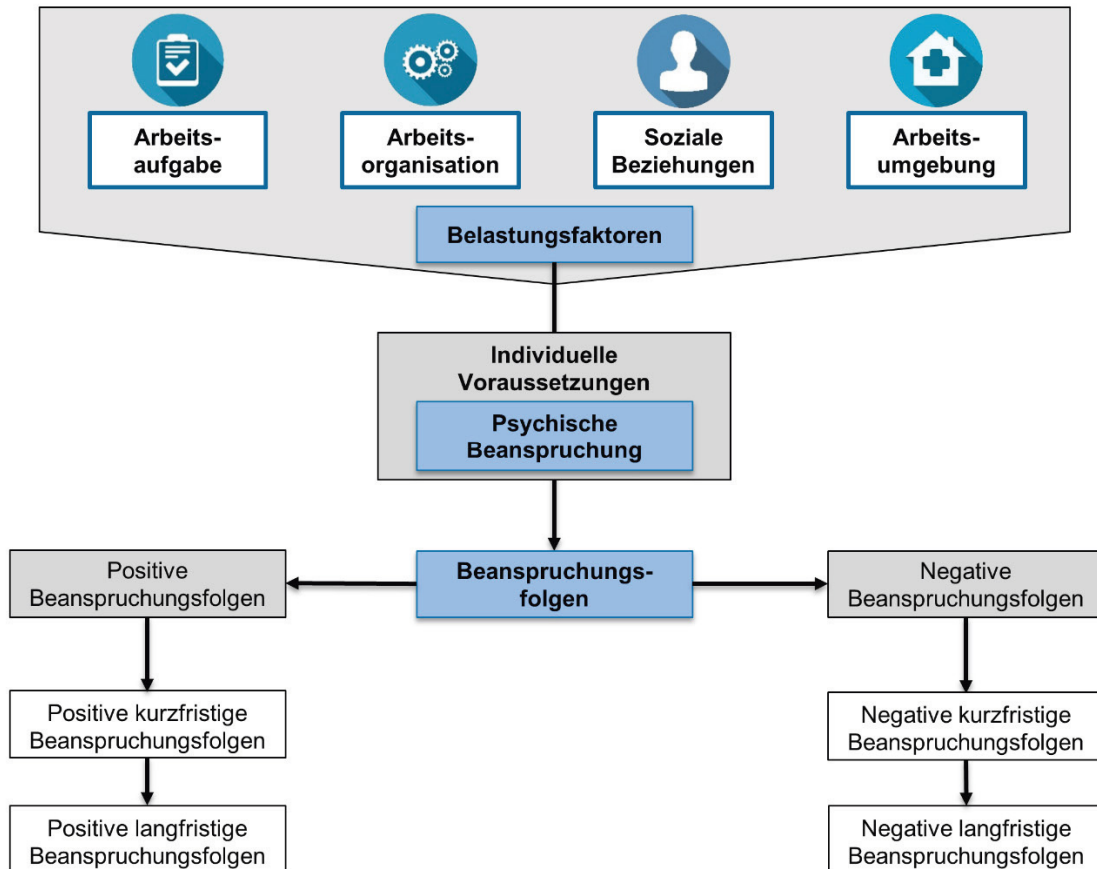 Arbeits-
aufgabe
Arbeits-
organisation
Soziale
Beziehungen
Arbeits-
umgebung
Belastungsfaktoren
Individuelle
Voraussetzungen
Psychische
Beanspruchung
Positive
Beanspruchungsfolgen
Beanspruchungs-
folgen
Negative
Beanspruchungsfolgen
Positive kurzfristige
Beanspruchungsfolgen
Negative kurzfristige
Beanspruchungsfolgen
Positive langfristige
Beanspruchungsfolgen
Negative langfristige
Beanspruchungsfolgen